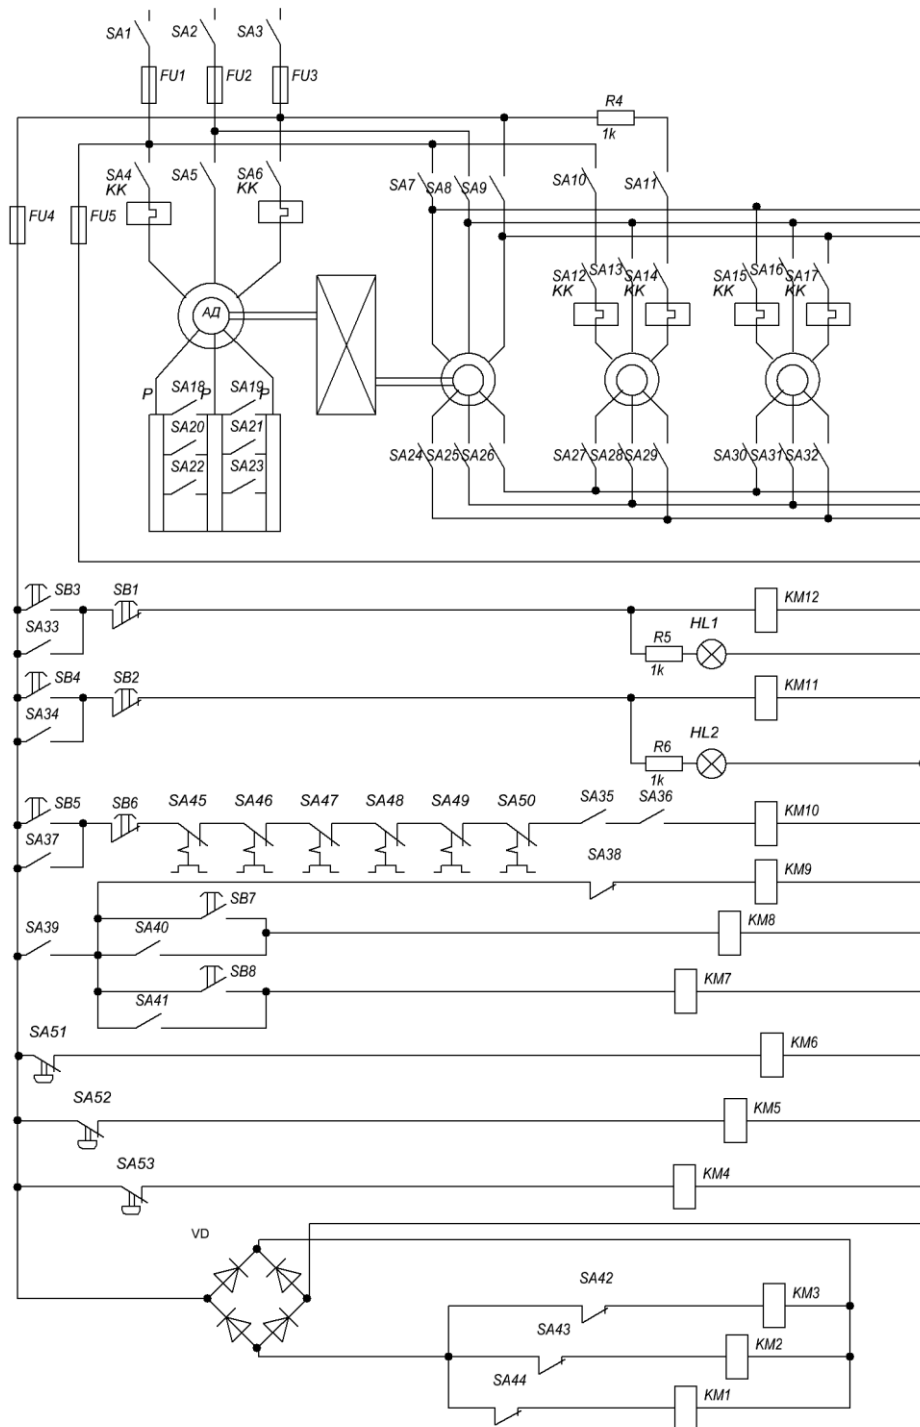 SA1 SA2 SA3
FU1 FU2 FU3
R4
1k
SA4 SA5 SA6 SA7 SA8 SA9 SA10 SA11
KK KK
FU4 FU5
SA12 SA13 SA14 SA15 SA16 SA17
KK KK KK KK
АД
P SA18 P SA19 P
SA20 SA21
SA22 SA23
SA24 SA25 SA26 SA27 SA28 SA29 SA30 SA31 SA32
SB3 SB1 KM12
SA33 HL1
R5
1k
SB4 SB2 KM11
SA34 HL2
R6
1k
SB5 SB6 SA45 SA46 SA47 SA48 SA49 SA50 SA35 SA36 KM10
SA37
SA38 KM9
SB7
SA39 SA40 KM8
SB8 KM7
SA41
SA51 KM6
SA52 KM5
SA53 KM4
VD
SA42 KM3
SA43 KM2
SA44 KM1